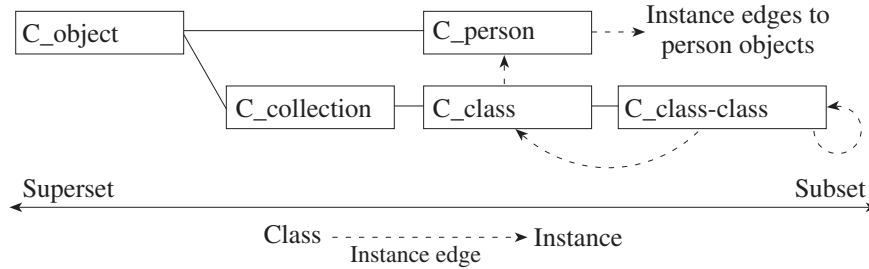 C_object
C_person
Instance edges to
person objects
C_collection
C_class
C_class-class
Superset
Subset
Class
Instance
Instance edge